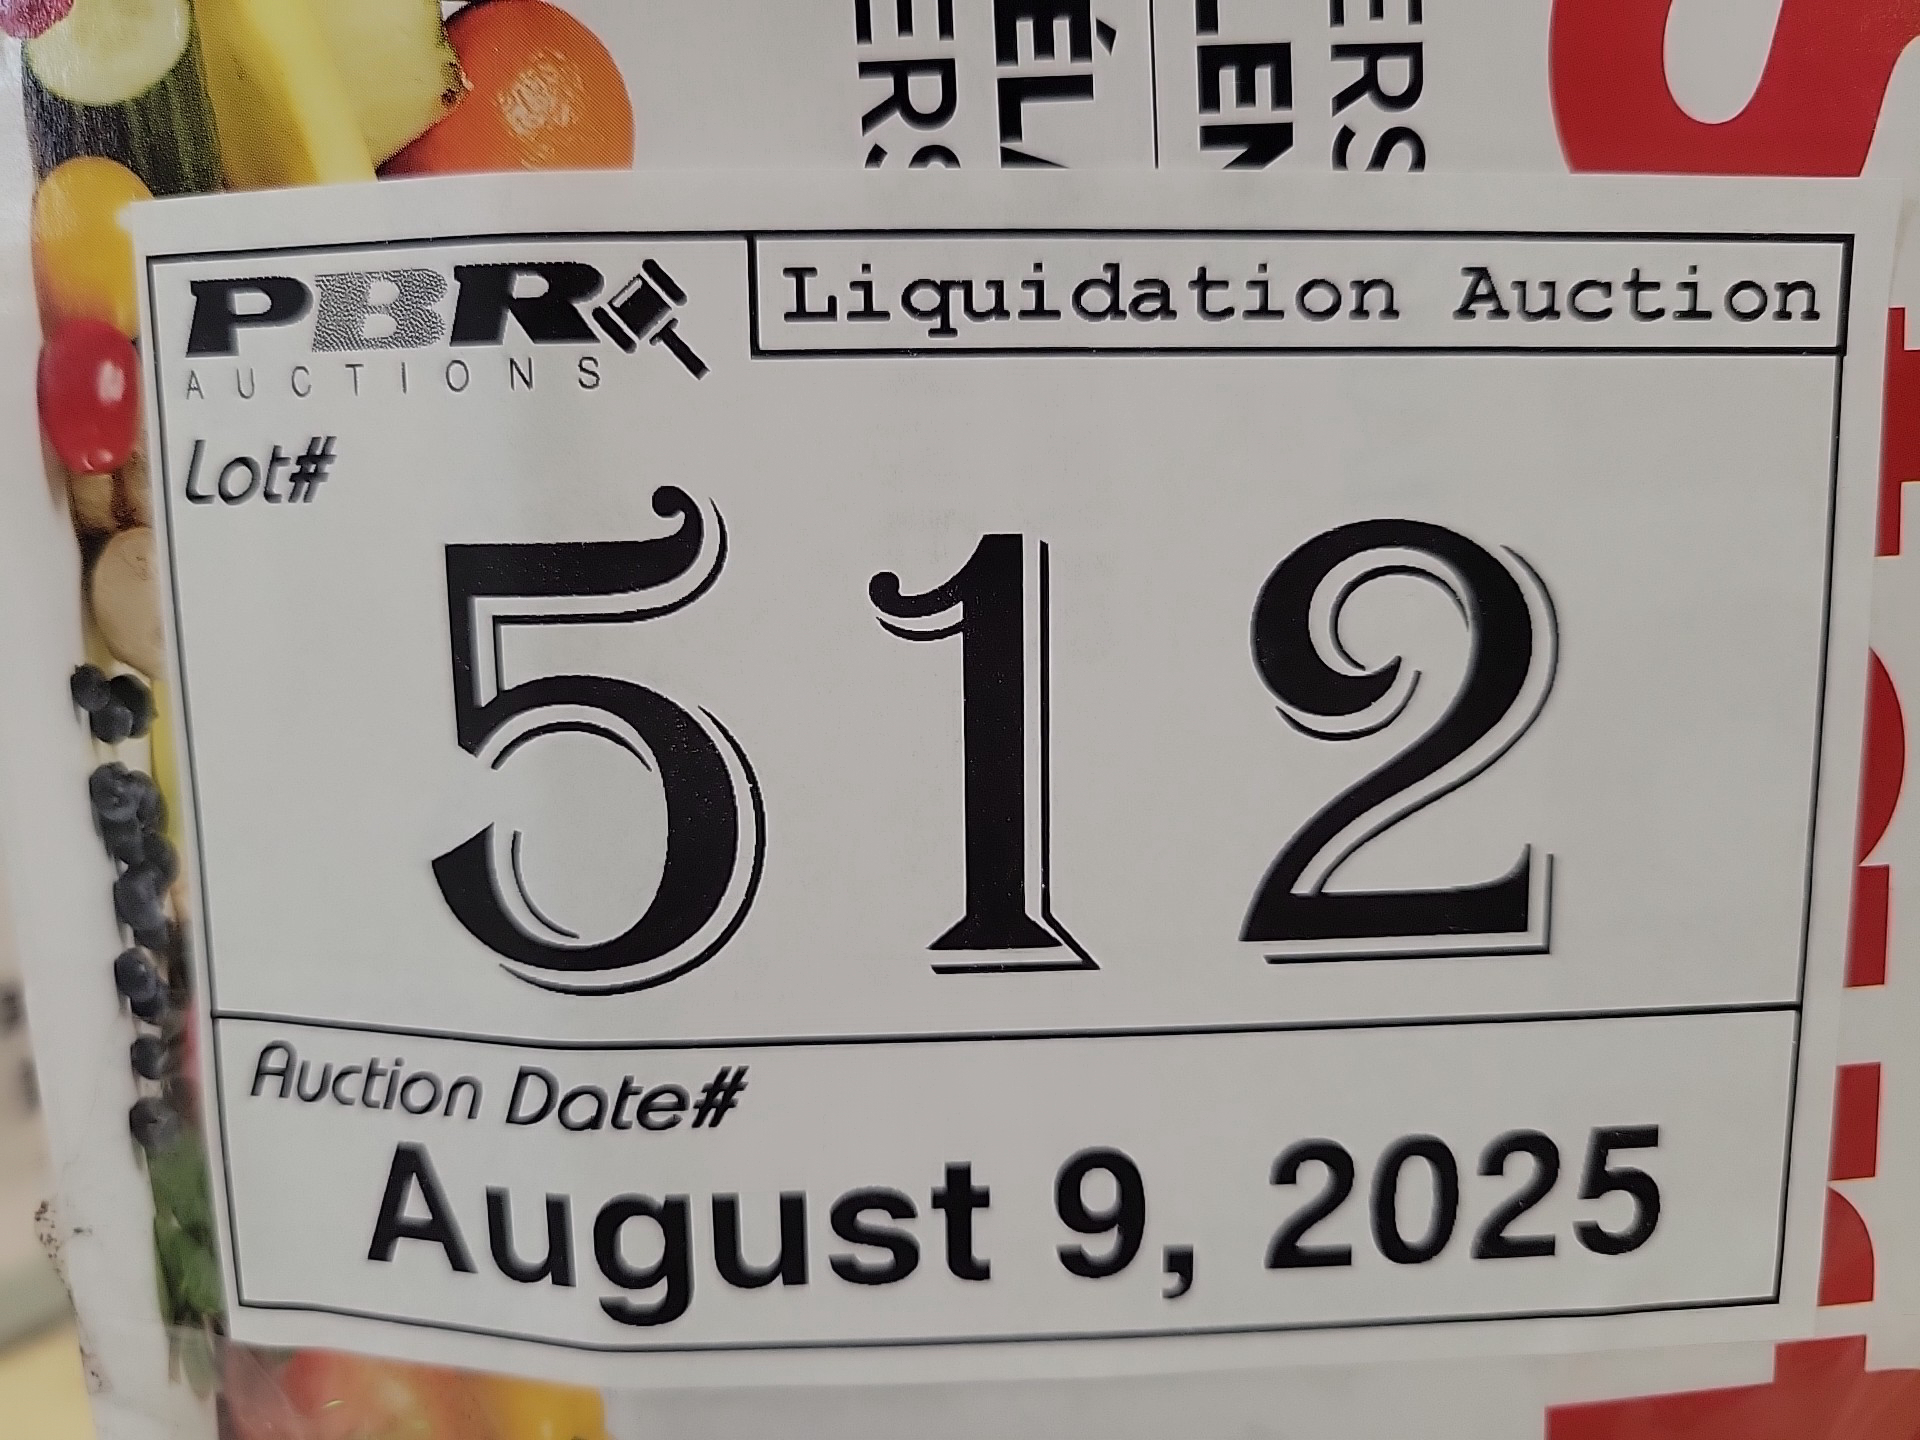 PBR
AUCTIONS
Liquidation Auction
Lot#
512
Auction Date#
August 9, 2025